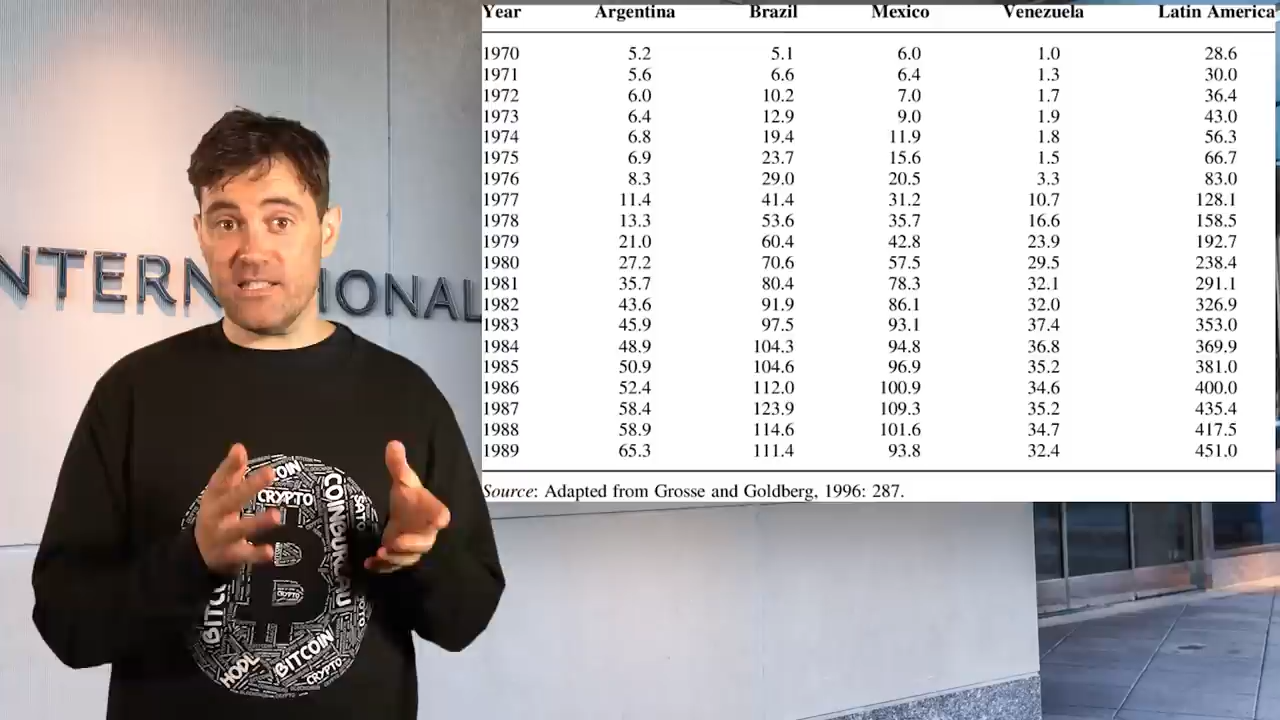 Year Argentina Brazil Mexico Venezuela Latin America
1970 5.2 5.1 6.0 1.0 28.6
1971 5.6 6.6 6.4 1.3 30.0
1972 6.0 10.2 7.0 1.7 36.4
1973 6.4 12.9 9.0 1.9 43.0
1974 6.8 19.4 11.9 1.8 56.3
1975 6.9 23.7 15.6 1.5 66.7
1976 8.3 29.0 20.5 3.3 83.0
1977 11.4 41.4 31.2 10.7 128.1
1978 13.3 53.6 35.7 16.6 158.5
1979 21.0 60.4 42.8 23.9 192.7
1980 27.2 70.6 57.5 29.5 238.4
1981 35.7 80.4 78.3 32.1 291.1
1982 43.6 91.9 86.1 32.0 326.9
1983 45.9 97.5 93.1 37.4 353.0
1984 48.9 104.3 94.8 36.8 369.9
1985 50.9 104.6 96.9 35.2 381.0
1986 52.4 112.0 100.9 34.6 400.0
1987 58.4 123.9 109.3 35.2 435.4
1988 58.9 114.6 101.6 34.7 417.5
1989 65.3 111.4 93.8 32.4 451.0
Source: Adapted from Grosse and Goldberg, 1996: 287.
NTERN IONAL
COIN
CRYPTO
COINBUREAU
SATO
BITCO
CRYPTO
BITCOIN
HODL
CRYPTO